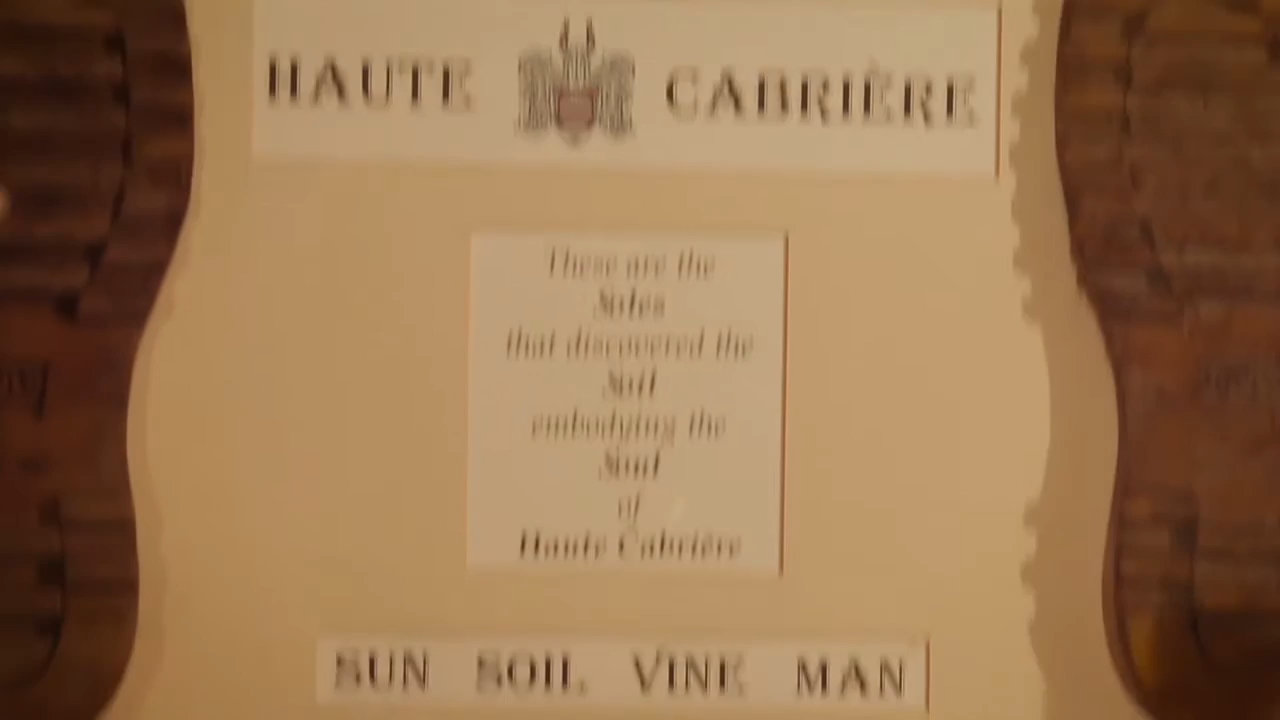 HAUTE CABRIÈRE
These are the
Soles
that discovered the
Soil
embodying the
Soul
of
Haute Cabrière
SUN SOIL VINE MAN